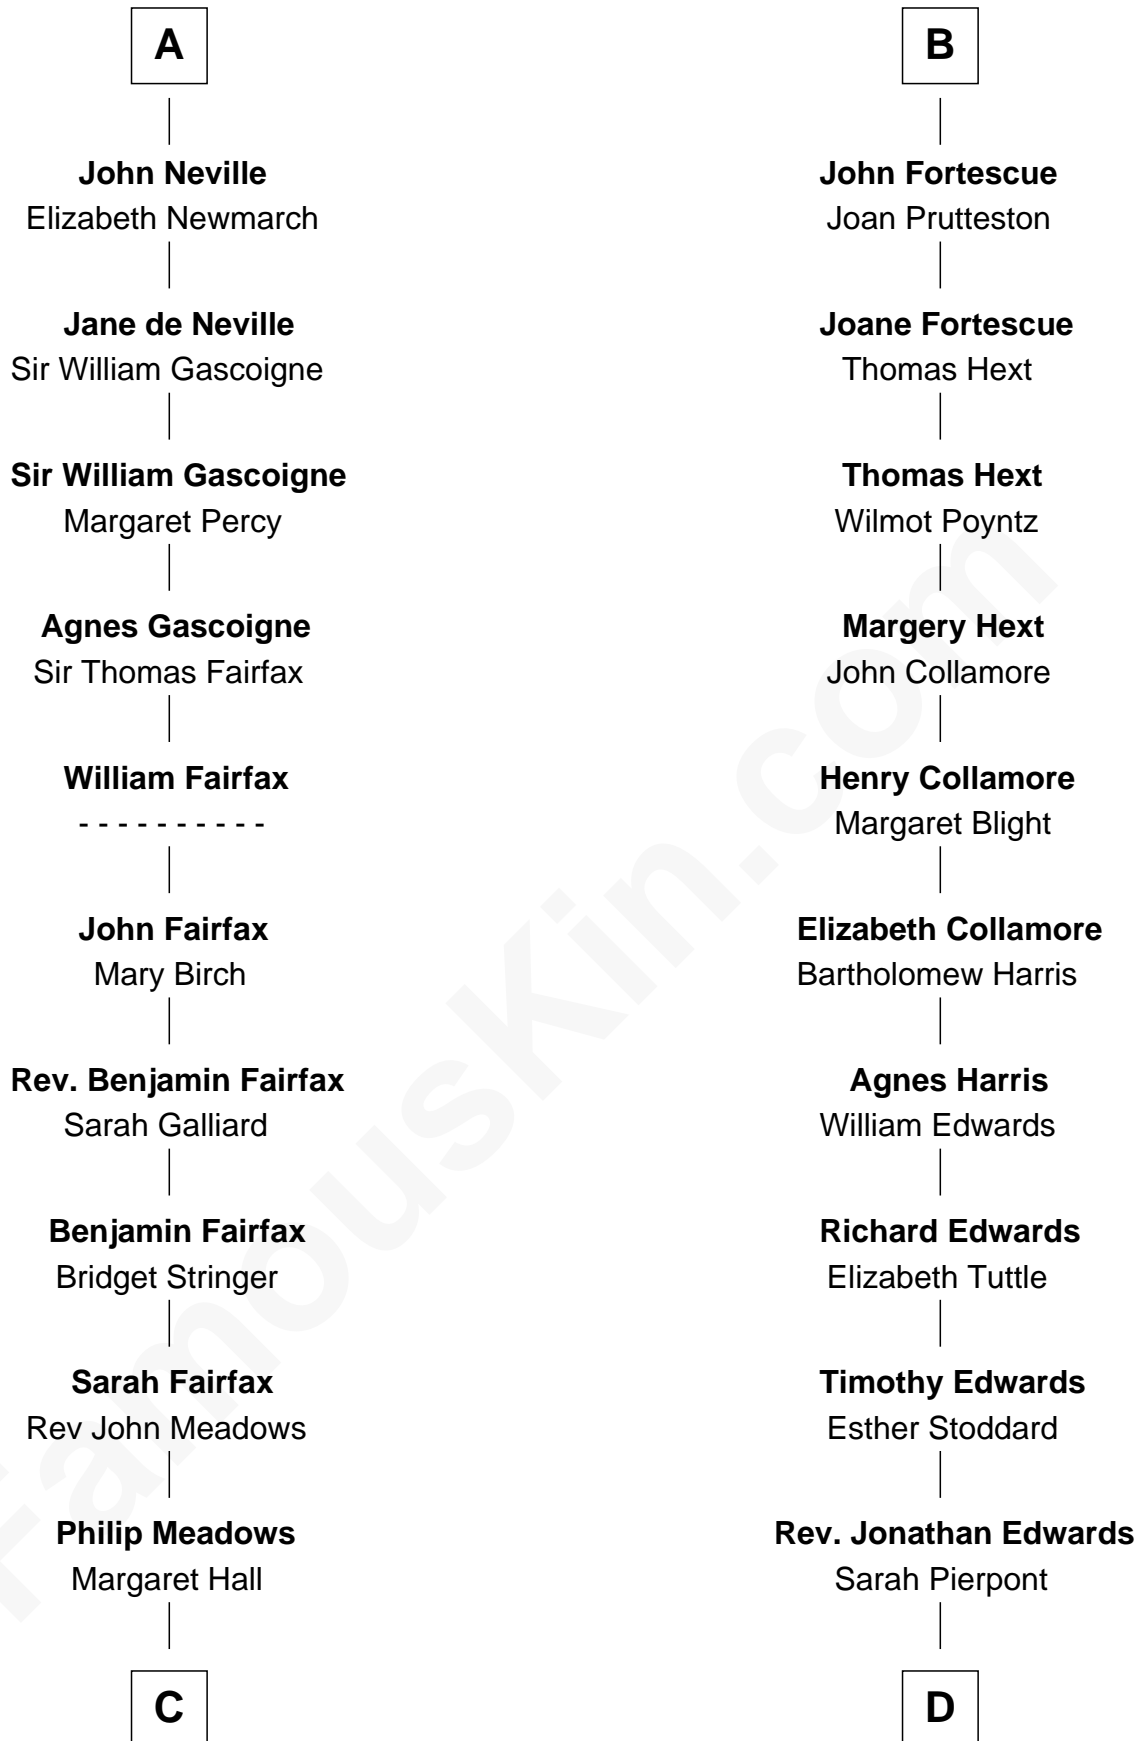 A
John Neville
Elizabeth Newmarch
Jane de Neville
Sir William Gascoigne
Sir William Gascoigne
Margaret Percy
Agnes Gascoigne
Sir Thomas Fairfax
William Fairfax
- - - - - - - - - -
John Fairfax
Mary Birch
Rev. Benjamin Fairfax
Sarah Galliard
Benjamin Fairfax
Bridget Stringer
Sarah Fairfax
Rev John Meadows
Philip Meadows
Margaret Hall
C
B
John Fortescue
Joan Prutteston
Joane Fortescue
Thomas Hext
Thomas Hext
Wilmot Poyntz
Margery Hext
John Collamore
Henry Collamore
Margaret Blight
Elizabeth Collamore
Bartholomew Harris
Agnes Harris
William Edwards
Richard Edwards
Elizabeth Tuttle
Timothy Edwards
Esther Stoddard
Rev. Jonathan Edwards
Sarah Pierpont
D
FamousKin.com